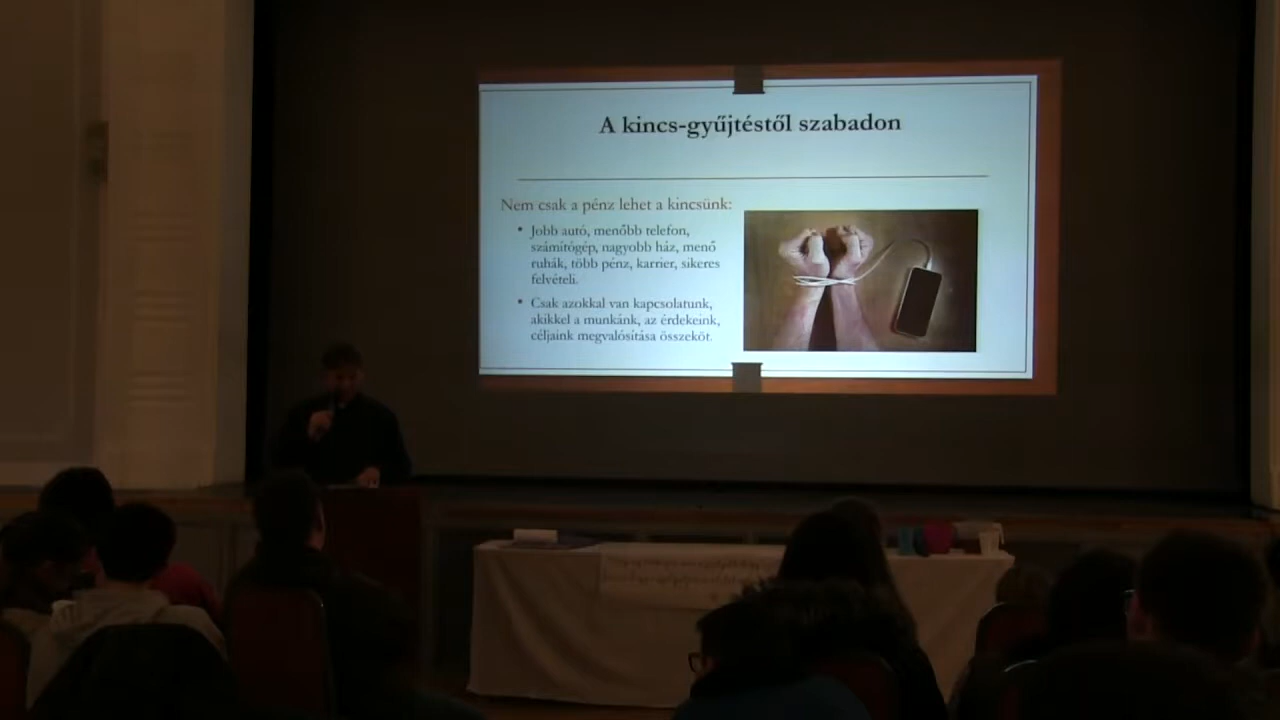 A kincs-gyűjtéstől szabadon
Nem csak a pénz lehet a kincsünk:
• Jobb autó, menőbb telefon,
számítógép, nagyobb ház, menő
ruhák, több pénz, karrier, sikeres
felvételi.
• Csak azokkal van kapcsolatunk,
akikkel a munkánk, az érdekeink,
céljaink megvalósítása összeköt.